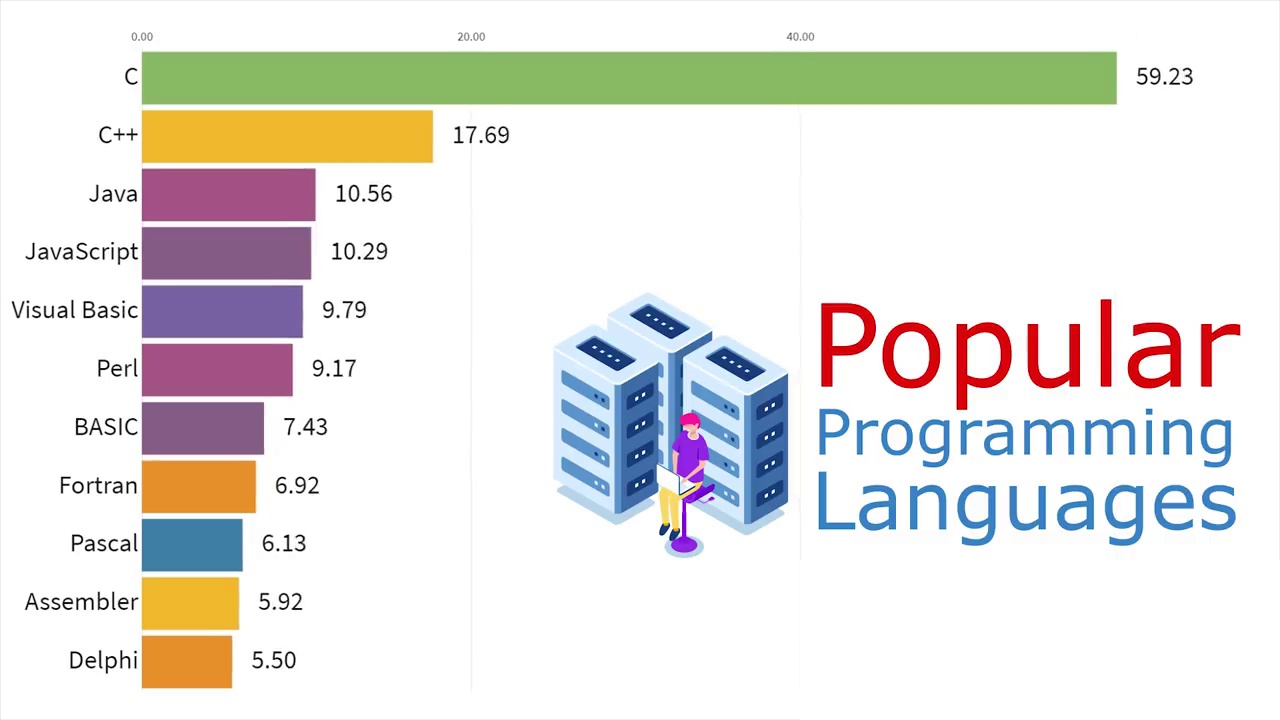 0.00 20.00 40.00
C 59.23
C++ 17.69
Java 10.56
JavaScript 10.29
Visual Basic 9.79
Perl 9.17
BASIC 7.43
Fortran 6.92
Pascal 6.13
Assembler 5.92
Delphi 5.50
Popular
Programming
Languages